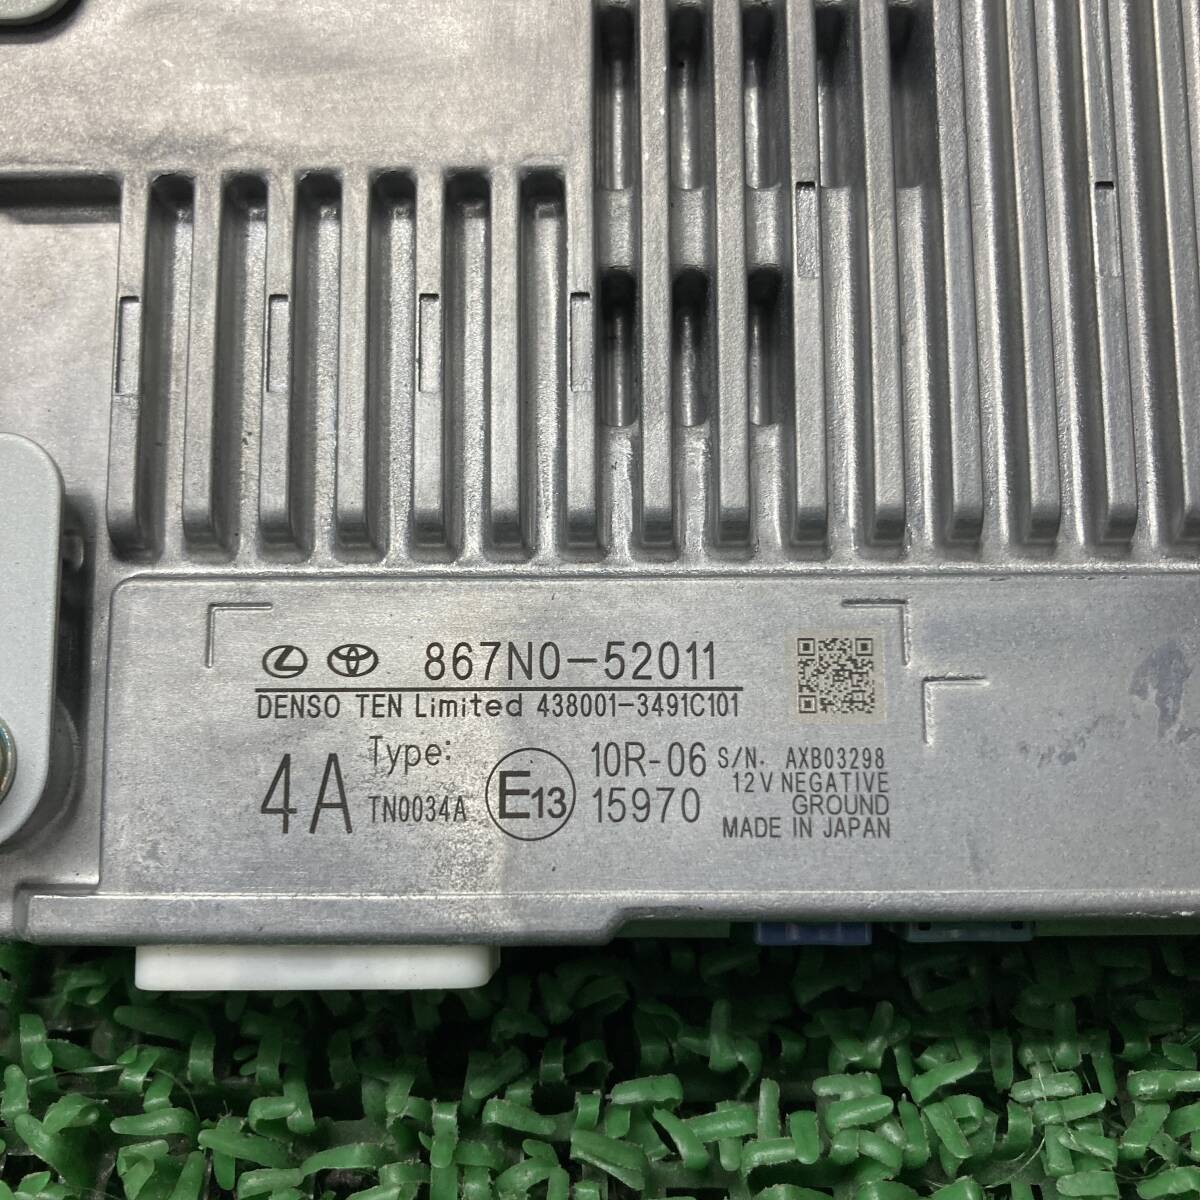 867N0-52011
DENSO TEN Limited 438001-3491C101
4A Type: TN0034A
E13
10R-06
15970
S/N. AXB03298
12V NEGATIVE
GROUND
MADE IN JAPAN